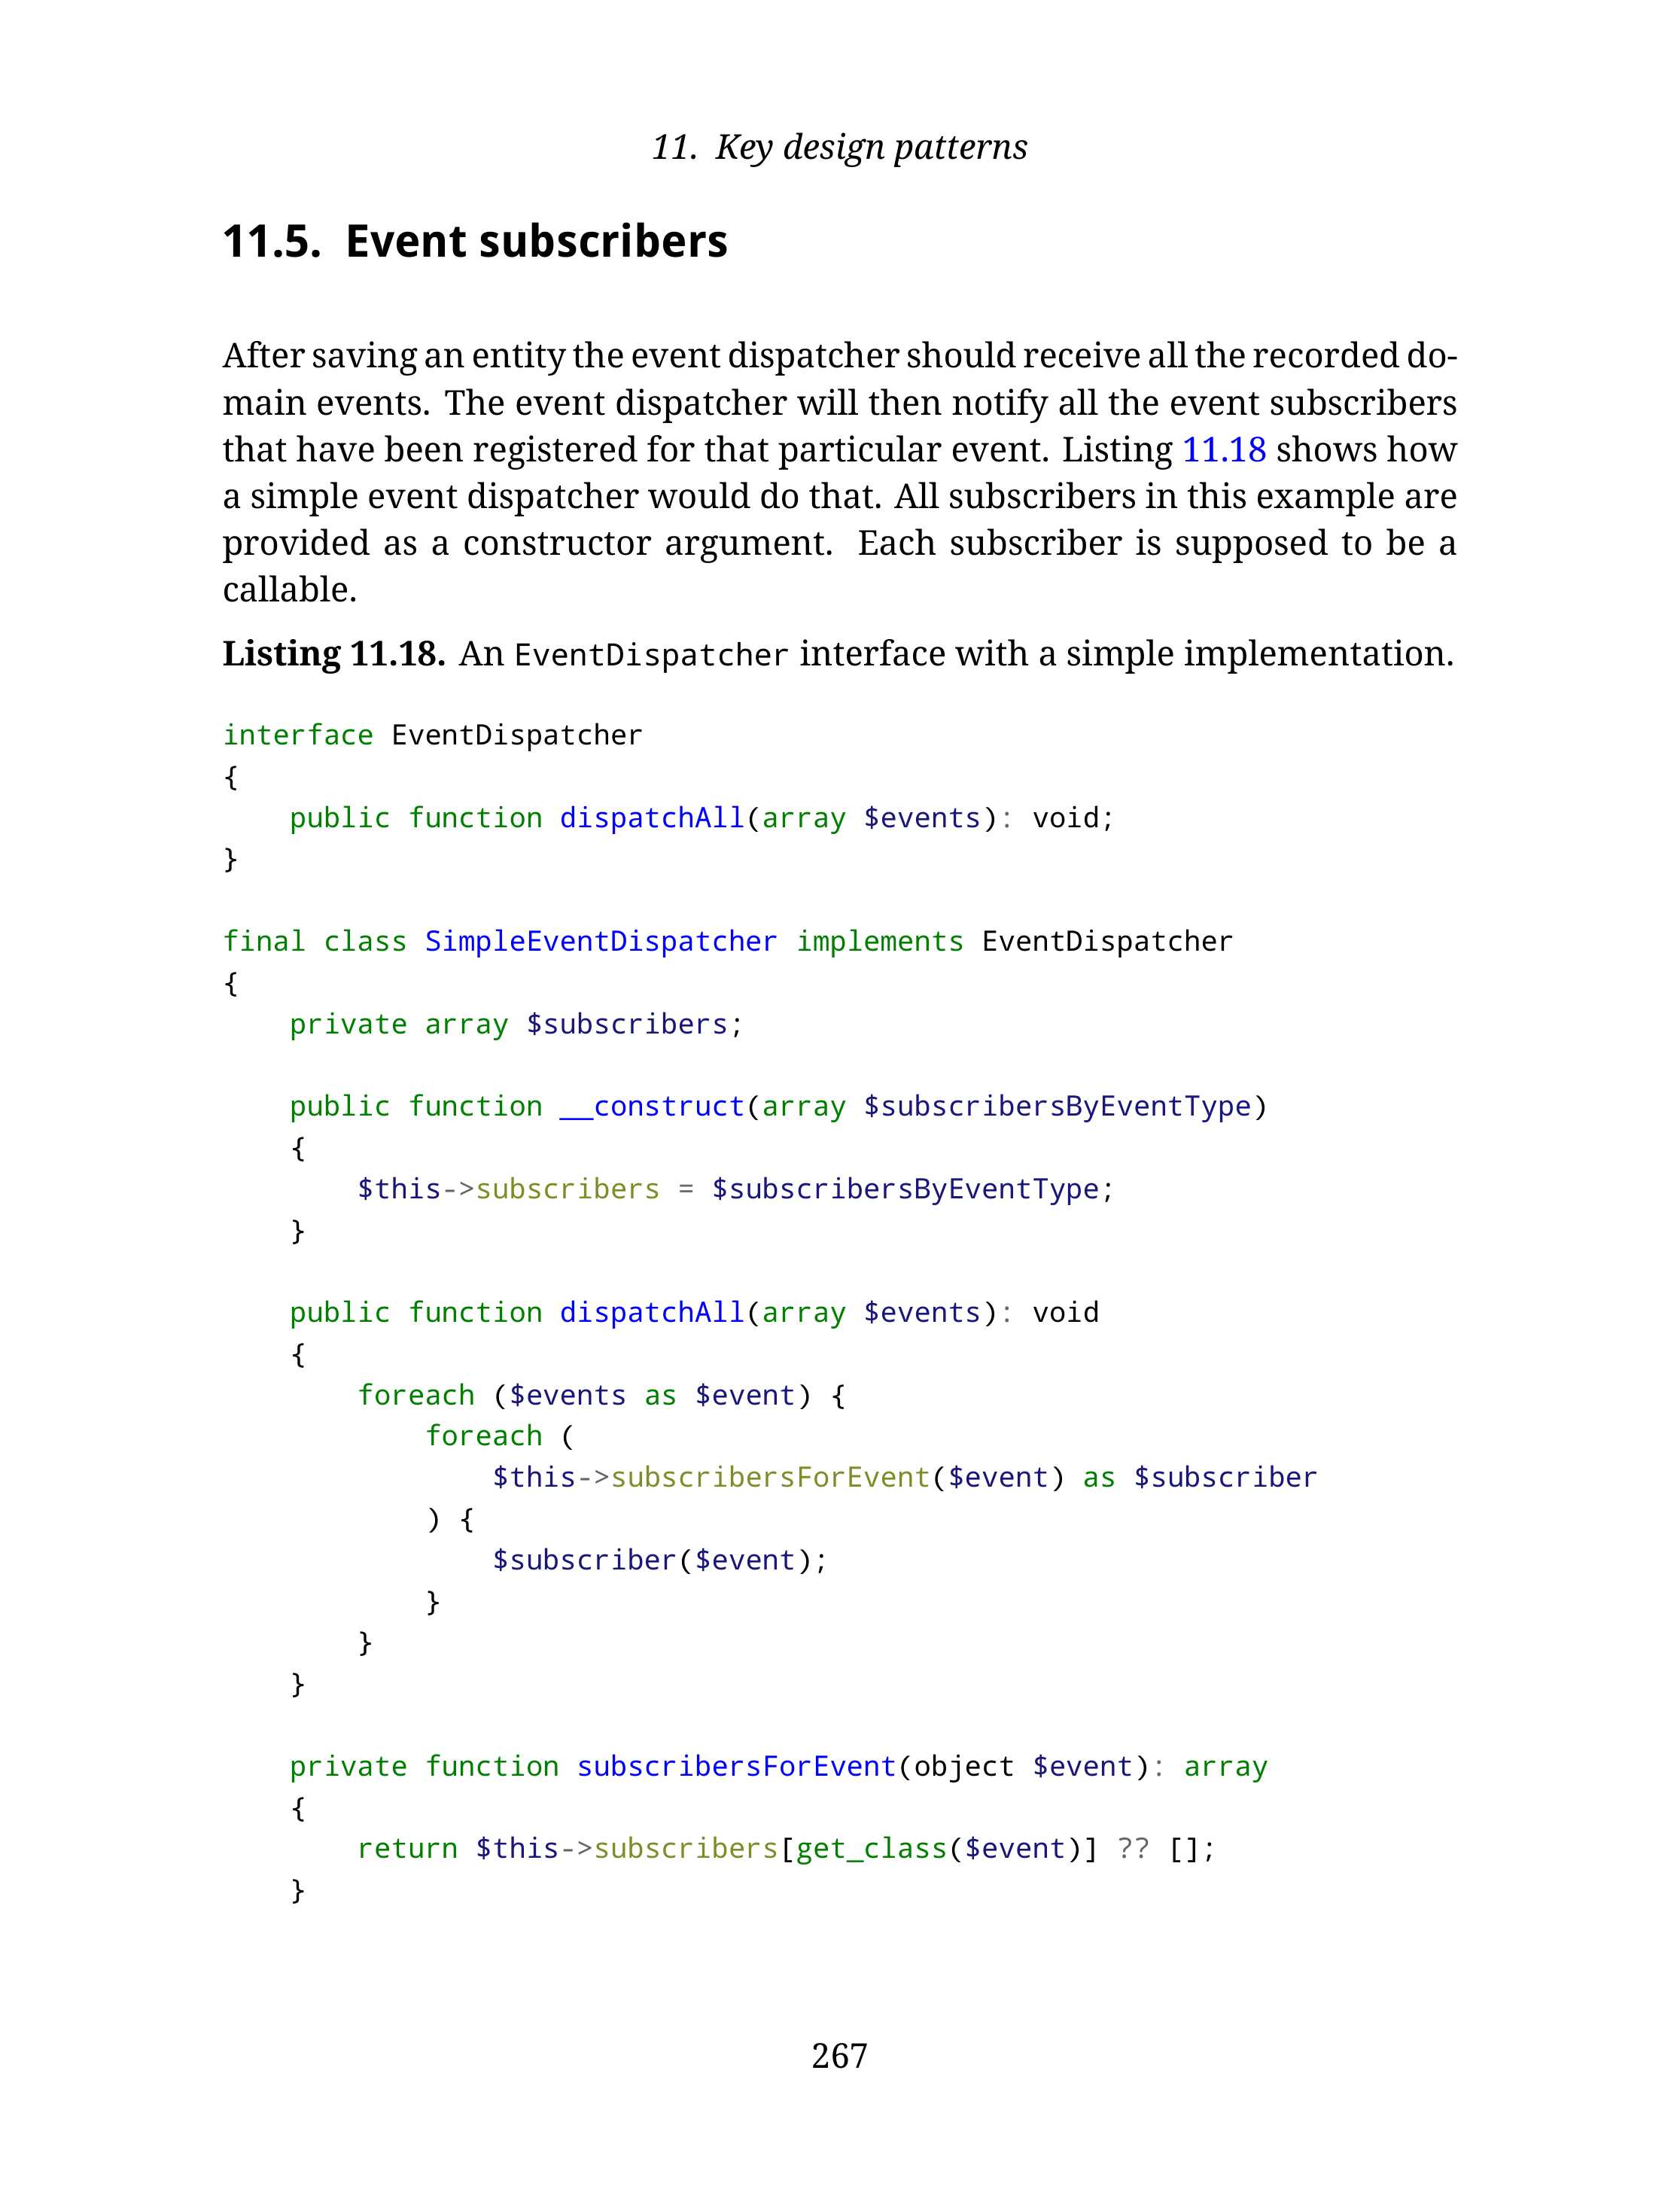 11. Key design patterns
11.5. Event subscribers
After saving an entity the event dispatcher should receive all the recorded do-
main events. The event dispatcher will then notify all the event subscribers
that have been registered for that particular event. Listing 11.18 shows how
a simple event dispatcher would do that. All subscribers in this example are
provided as a constructor argument. Each subscriber is supposed to be a
callable.
Listing 11.18. An EventDispatcher interface with a simple implementation.
interface EventDispatcher
{
    public function dispatchAll(array $events): void;
}

final class SimpleEventDispatcher implements EventDispatcher
{
    private array $subscribers;

    public function __construct(array $subscribersByEventType)
    {
        $this->subscribers = $subscribersByEventType;
    }

    public function dispatchAll(array $events): void
    {
        foreach ($events as $event) {
            foreach (
                $this->subscribersForEvent($event) as $subscriber
            ) {
                $subscriber($event);
            }
        }
    }

    private function subscribersForEvent(object $event): array
    {
        return $this->subscribers[get_class($event)] ?? [];
    }
267